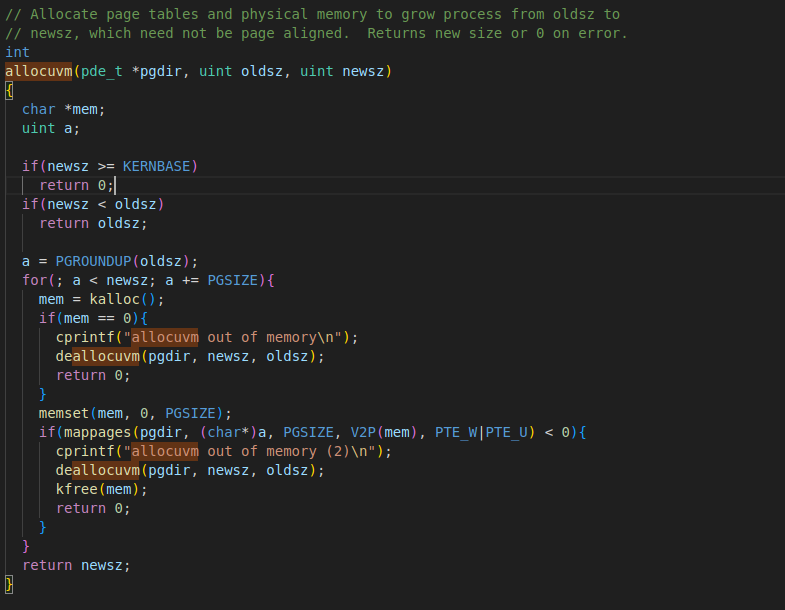 // Allocate page tables and physical memory to grow process from oldsz to
// newsz, which need not be page aligned.  Returns new size or 0 on error.
int
allocuvm(pde_t *pgdir, uint oldsz, uint newsz)
{
  char *mem;
  uint a;

  if(newsz >= KERNBASE)
    return 0;
  if(newsz < oldsz)
    return oldsz;

  a = PGROUNDUP(oldsz);
  for(; a < newsz; a += PGSIZE){
    mem = kalloc();
    if(mem == 0){
      cprintf("allocuvm out of memory\n");
      deallocuvm(pgdir, newsz, oldsz);
      return 0;
    }
    memset(mem, 0, PGSIZE);
    if(mappages(pgdir, (char*)a, PGSIZE, V2P(mem), PTE_W|PTE_U) < 0){
      cprintf("allocuvm out of memory (2)\n");
      deallocuvm(pgdir, newsz, oldsz);
      kfree(mem);
      return 0;
    }
  }
  return newsz;
}